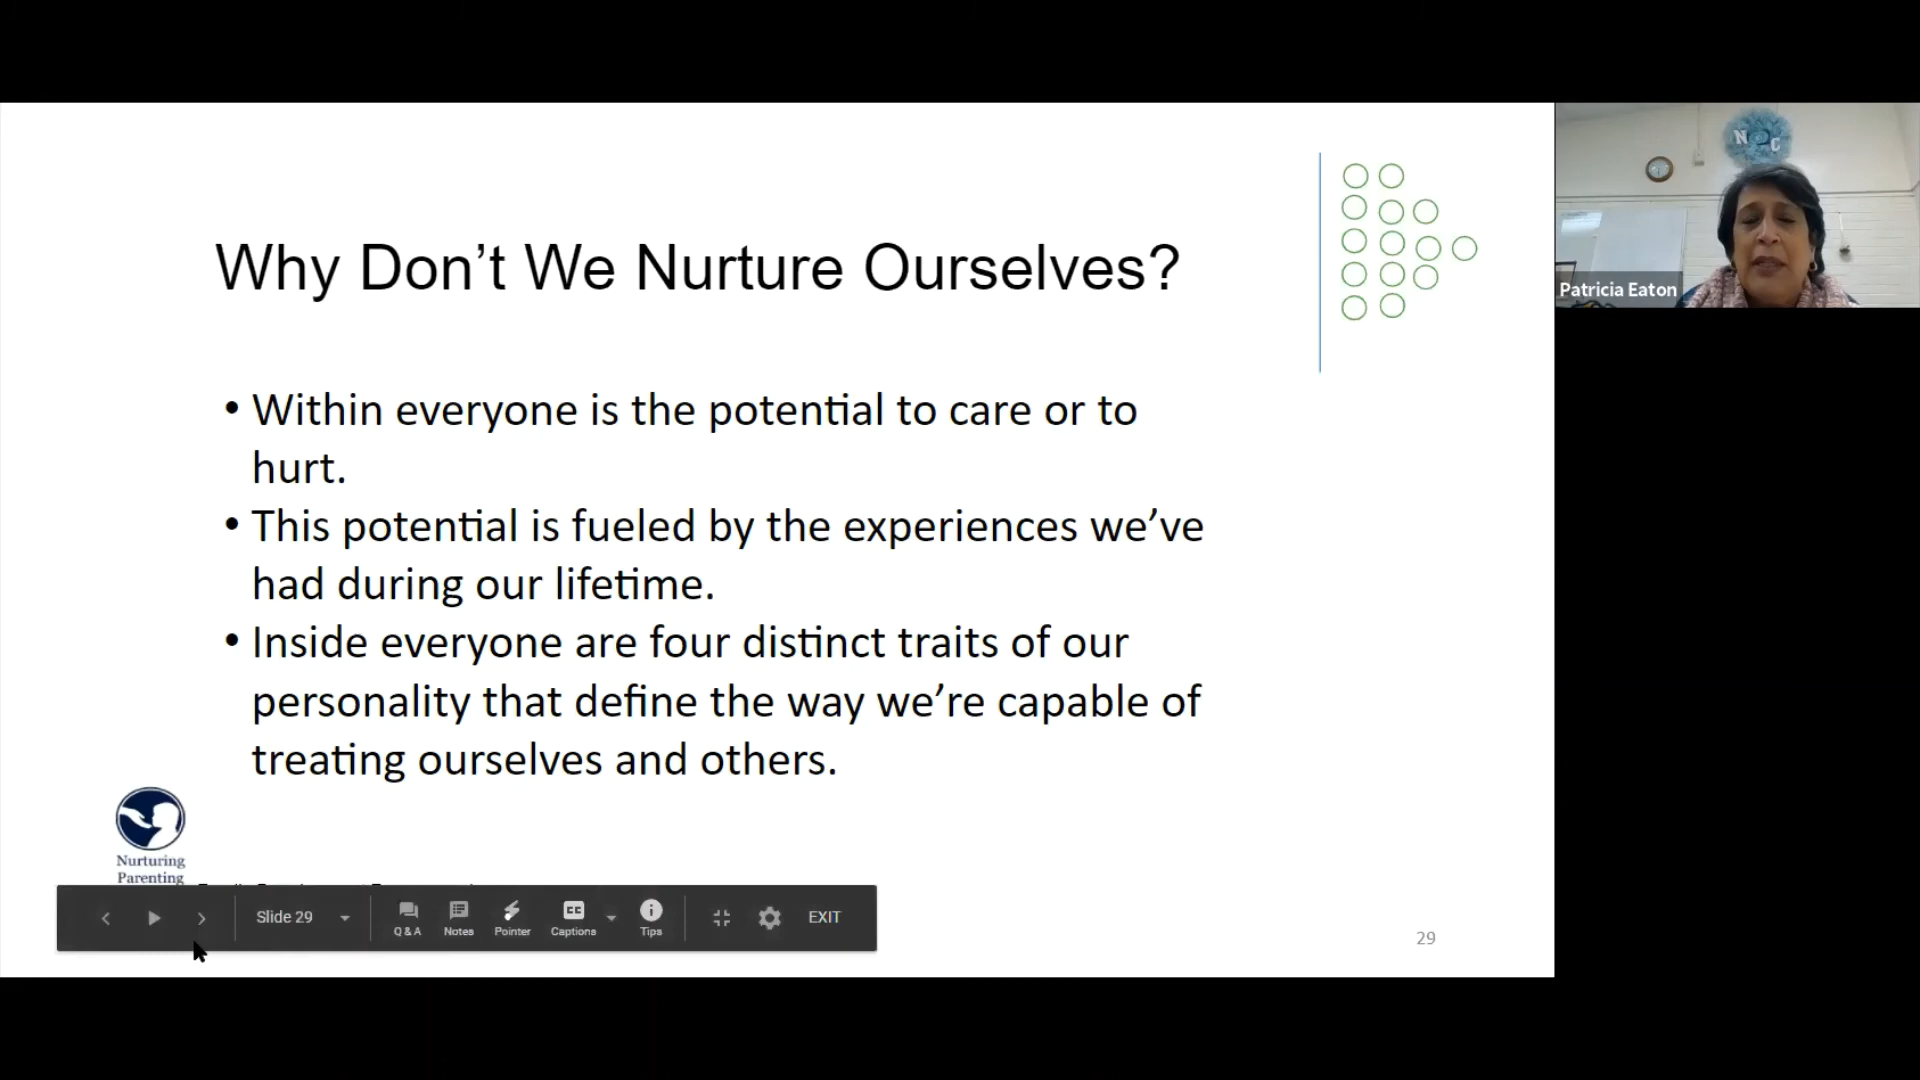 Why Don’t We Nurture Ourselves?
• Within everyone is the potential to care or to
hurt.
• This potential is fueled by the experiences we’ve
had during our lifetime.
• Inside everyone are four distinct traits of our
personality that define the way we’re capable of
treating ourselves and others.
Nurturing
Parenting
Slide 29
Q & A
Notes
Pointer
CC
Captions
Tips
EXIT
29
N C
Patricia Eaton